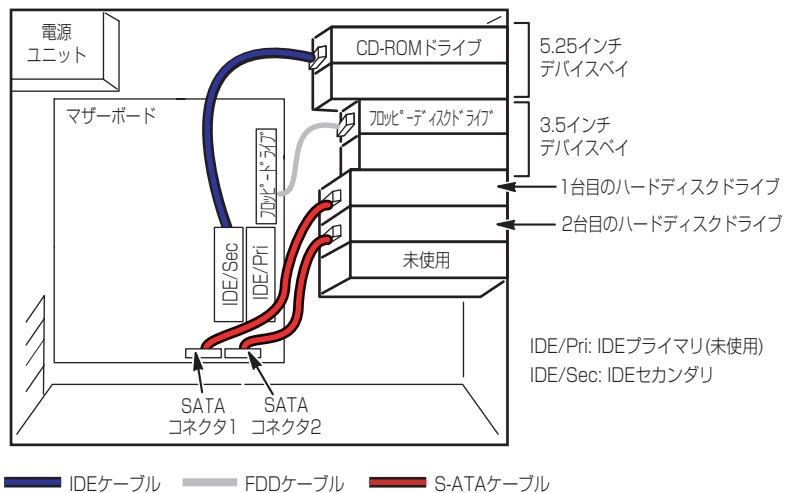 電源
ユニット
CD-ROMドライブ
5.25インチ
デバイスベイ
マザーボード
フロッピーディスクドライブ
3.5インチ
デバイスベイ
フロッピードライブ
1台目のハードディスクドライブ
2台目のハードディスクドライブ
未使用
IDE/Sec
IDE/Pri
IDE/Pri: IDEプライマリ(未使用)
IDE/Sec: IDEセカンダリ
SATA
コネクタ1
SATA
コネクタ2
IDEケーブル
FDDケーブル
S-ATAケーブル